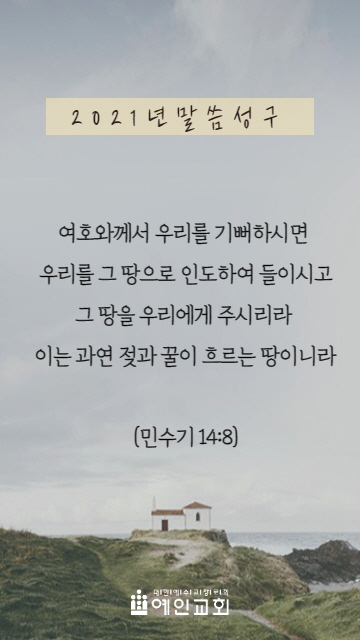 2021년말씀성구
여호와께서 우리를 기뻐하시면
우리를 그 땅으로 인도하여 들이시고
그 땅을 우리에게 주시리라
이는 과연 젖과 꿀이 흐르는 땅이니라
(민수기 14:8)
예인교회